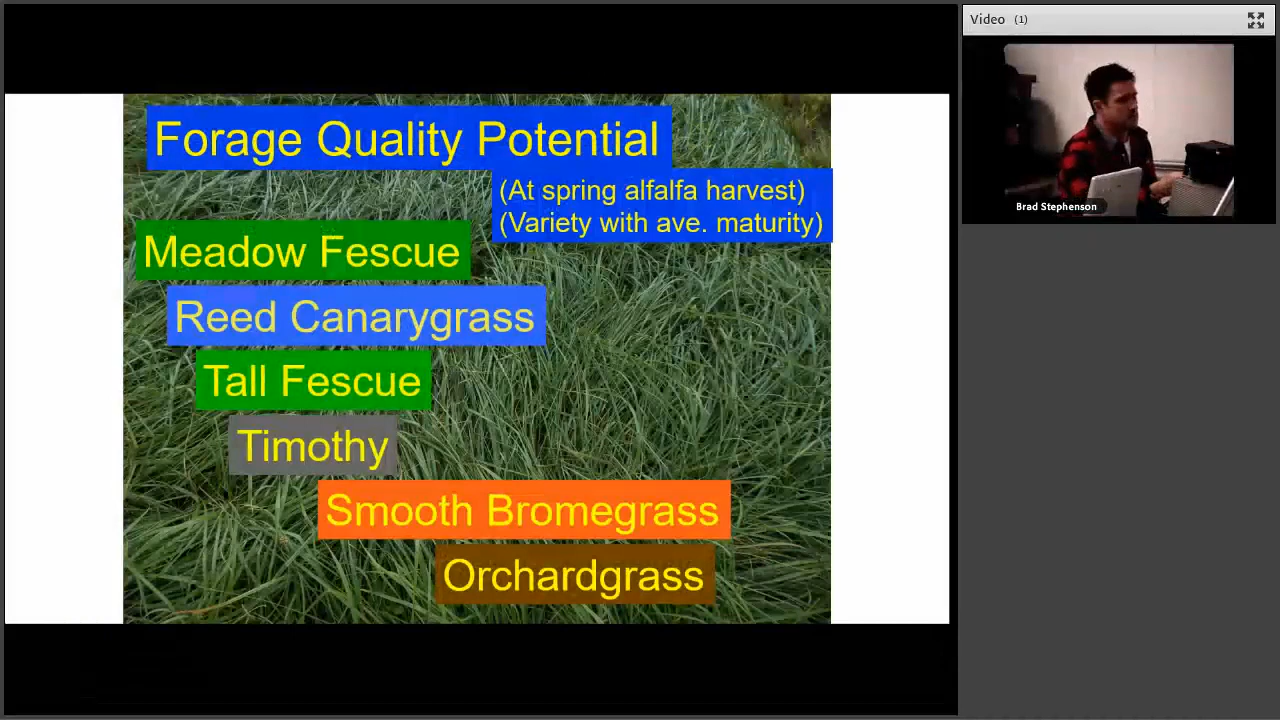 Forage Quality Potential
(At spring alfalfa harvest)
(Variety with ave. maturity)
Meadow Fescue
Reed Canarygrass
Tall Fescue
Timothy
Smooth Bromegrass
Orchardgrass
Video (1)
Brad Stephenson